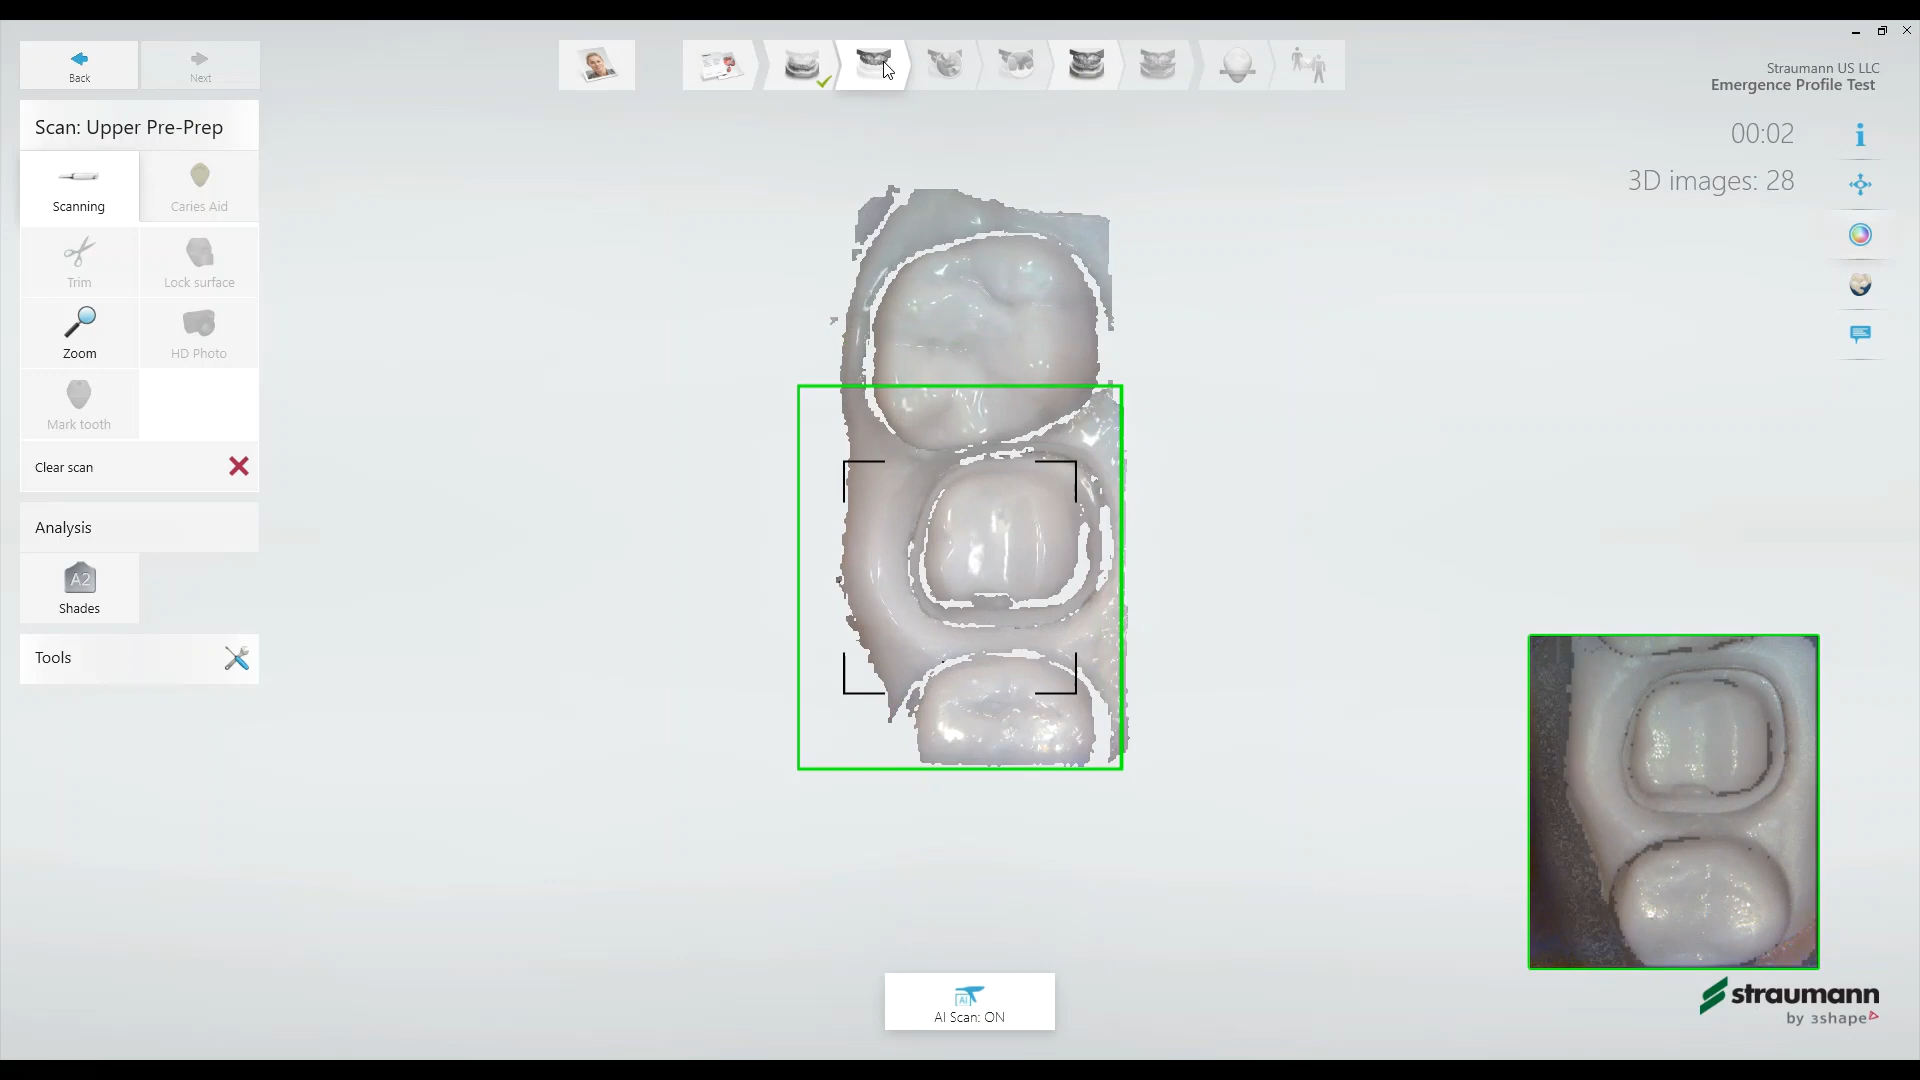 Back
Next
Straumann US LLC
Emergence Profile Test
Scan: Upper Pre-Prep
00:02
3D images: 28
Scanning
Caries Aid
Trim
Lock surface
Zoom
HD Photo
Mark tooth
Clear scan
Analysis
A2
Shades
Tools
AI
AI Scan: ON
straumann
by 3shape